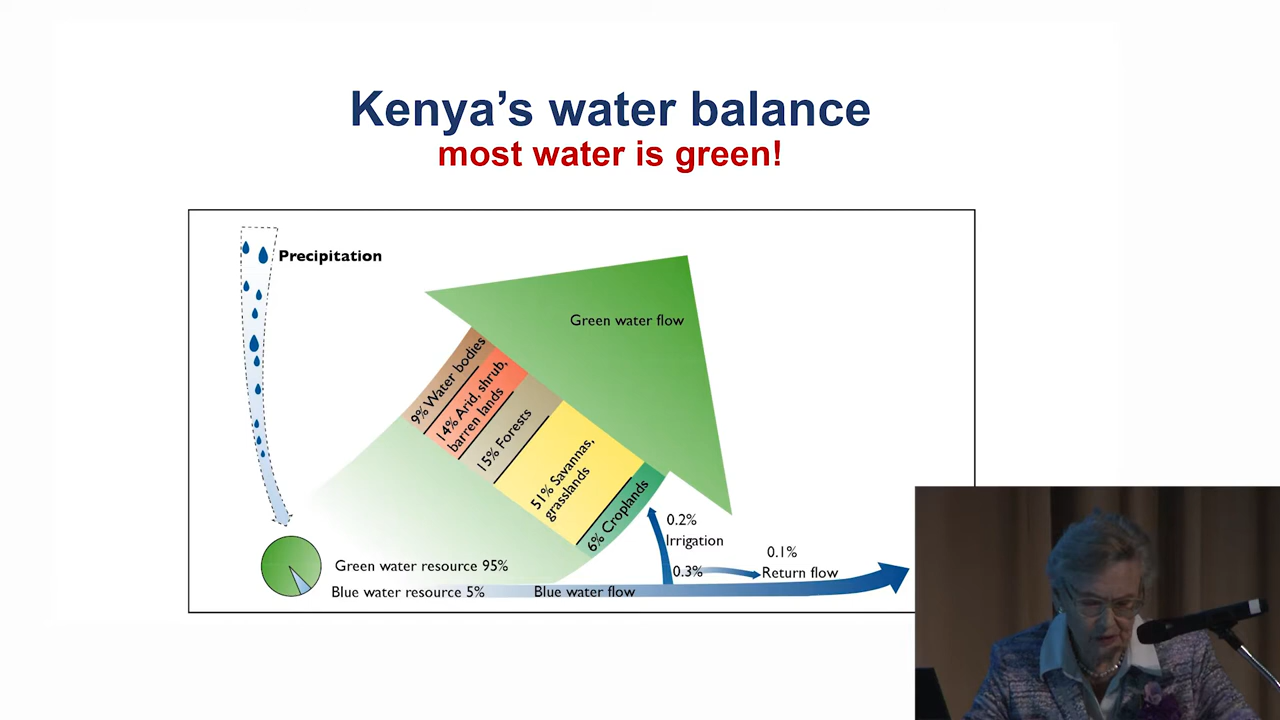 Kenya's water balance
most water is green!
Precipitation
Green water flow
9% Water bodies
14% Arid, shrub,
barren lands
15% Forests
51% Savannas,
grasslands
6% Croplands
0.2%
Irrigation
0.3%
0.1%
Return flow
Green water resource 95%
Blue water resource 5%
Blue water flow